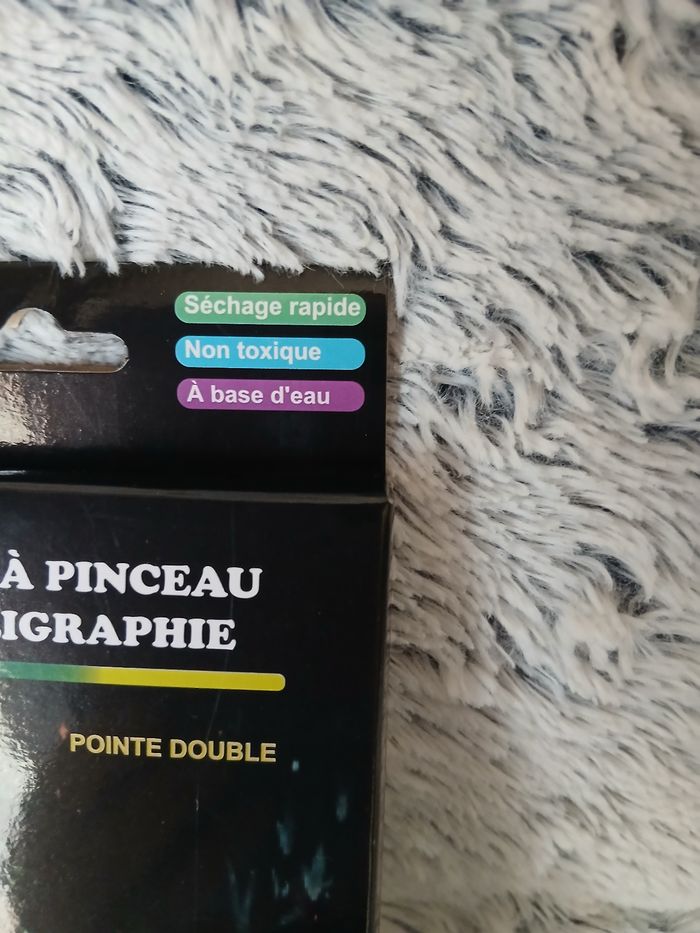 Séchage rapide
Non toxique
À base d'eau
À PINCEAU
IGRAPHIE
POINTE DOUBLE